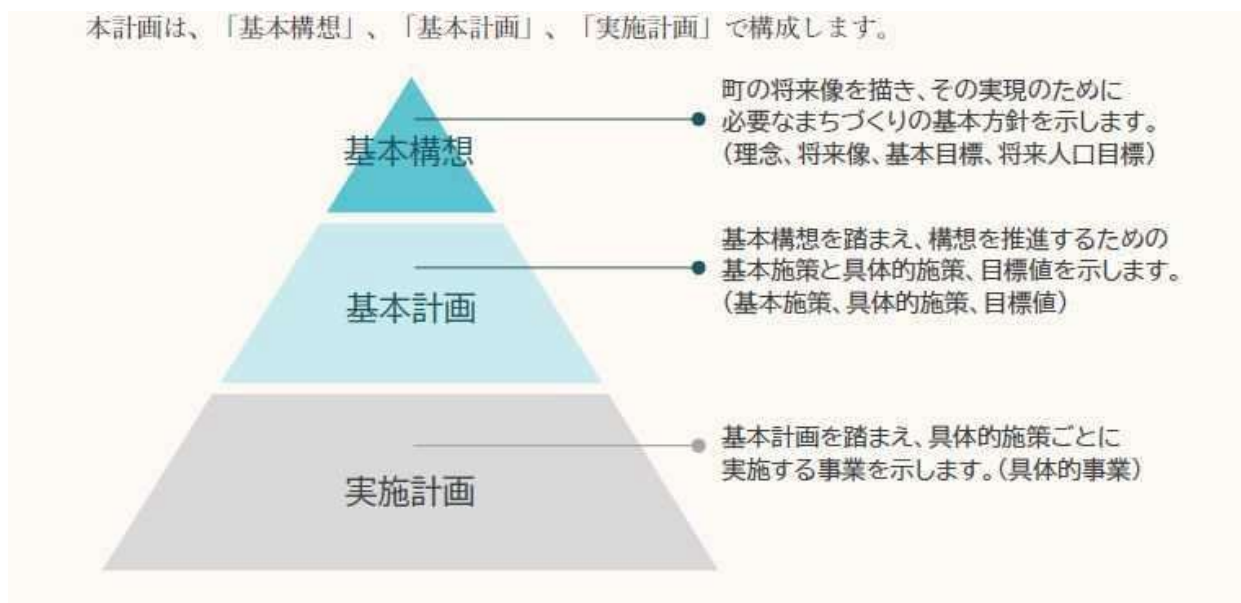 本計画は、「基本構想」、「基本計画」、「実施計画」で構成します。
基本構想
町の将来像を描き、その実現のために
必要なまちづくりの基本方針を示します。
(理念、将来像、基本目標、将来人口目標)
基本計画
基本構想を踏まえ、構想を推進するための
基本施策と具体的施策、目標値を示します。
(基本施策、具体的施策、目標値)
実施計画
基本計画を踏まえ、具体的施策ごとに
実施する事業を示します。(具体的事業)